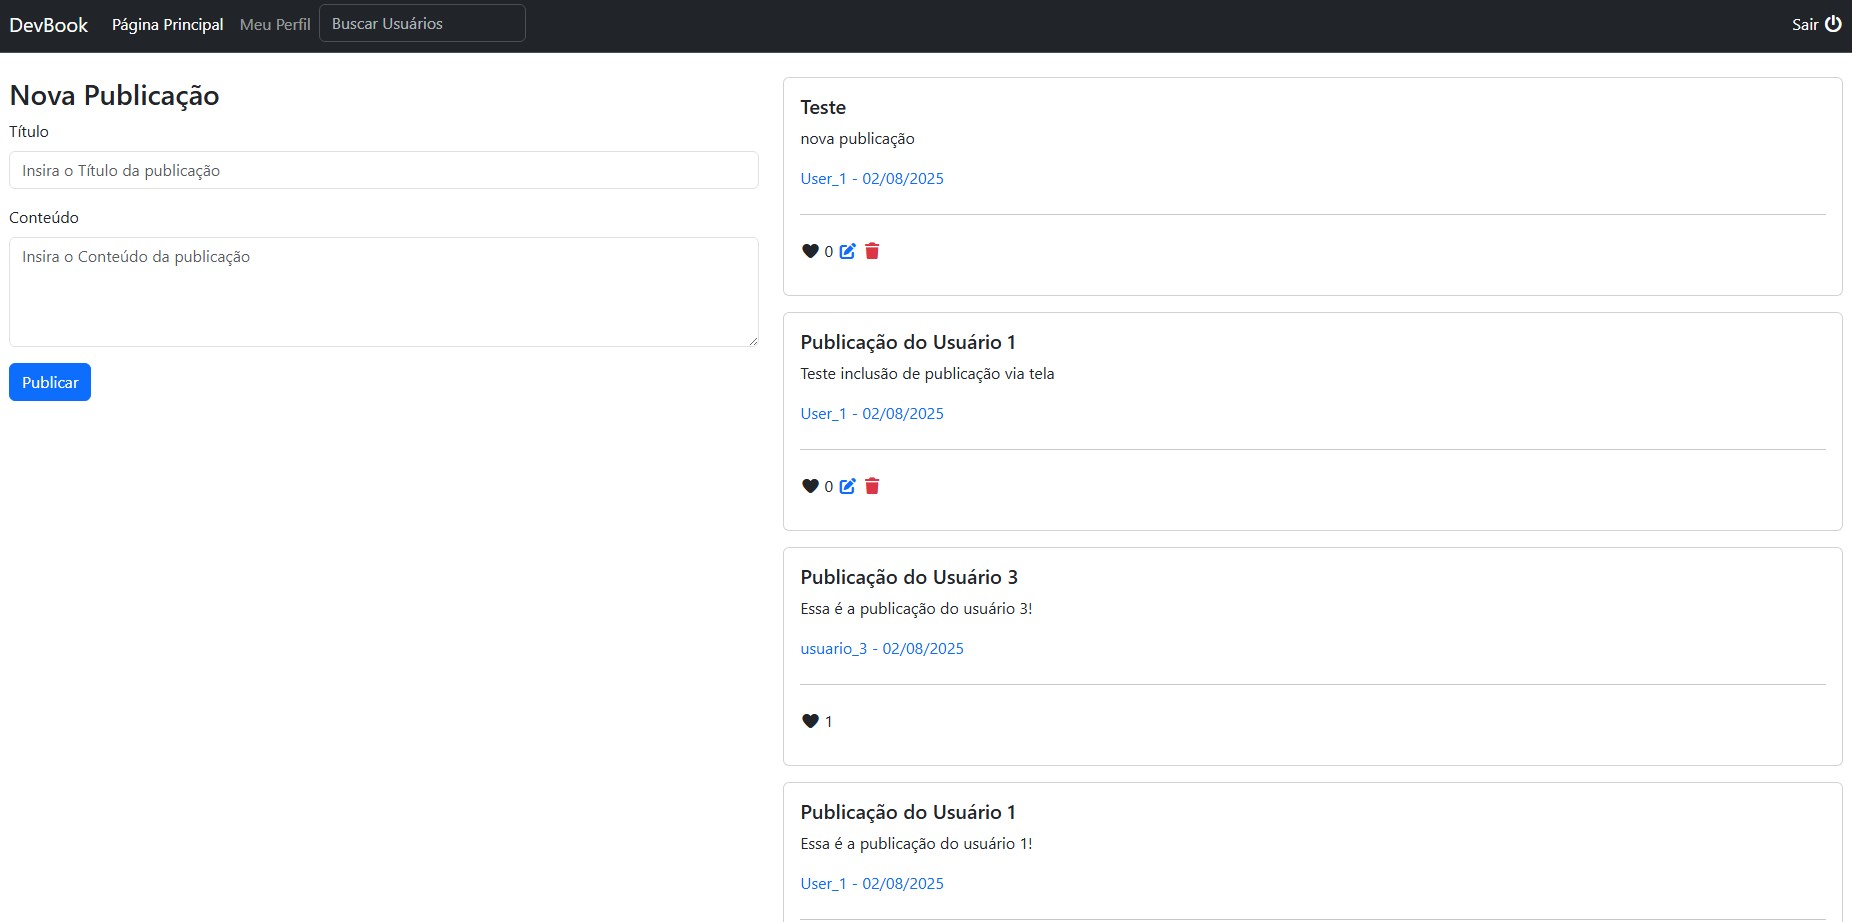 DevBook Página Principal Meu Perfil Buscar Usuários Sair
Nova Publicação
Título
Insira o Título da publicação
Conteúdo
Insira o Conteúdo da publicação
Publicar
Teste
nova publicação
User_1 - 02/08/2025
0
Publicação do Usuário 1
Teste inclusão de publicação via tela
User_1 - 02/08/2025
0
Publicação do Usuário 3
Essa é a publicação do usuário 3!
usuario_3 - 02/08/2025
1
Publicação do Usuário 1
Essa é a publicação do usuário 1!
User_1 - 02/08/2025